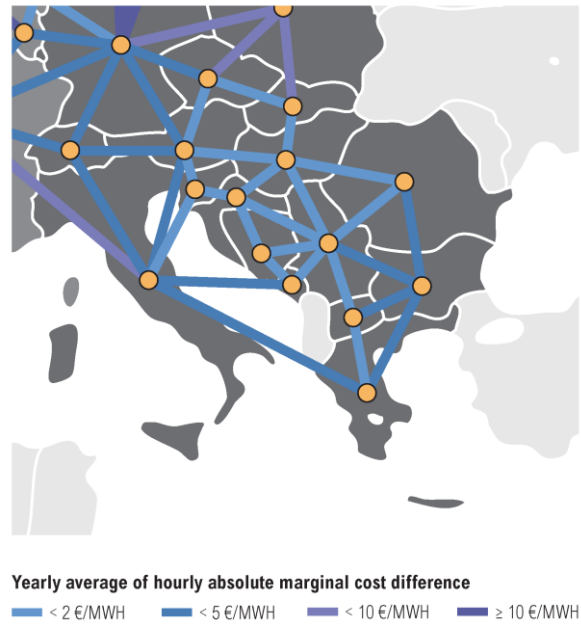 Yearly average of hourly absolute marginal cost difference
< 2 €/MWH < 5 €/MWH < 10 €/MWH ≥ 10 €/MWH